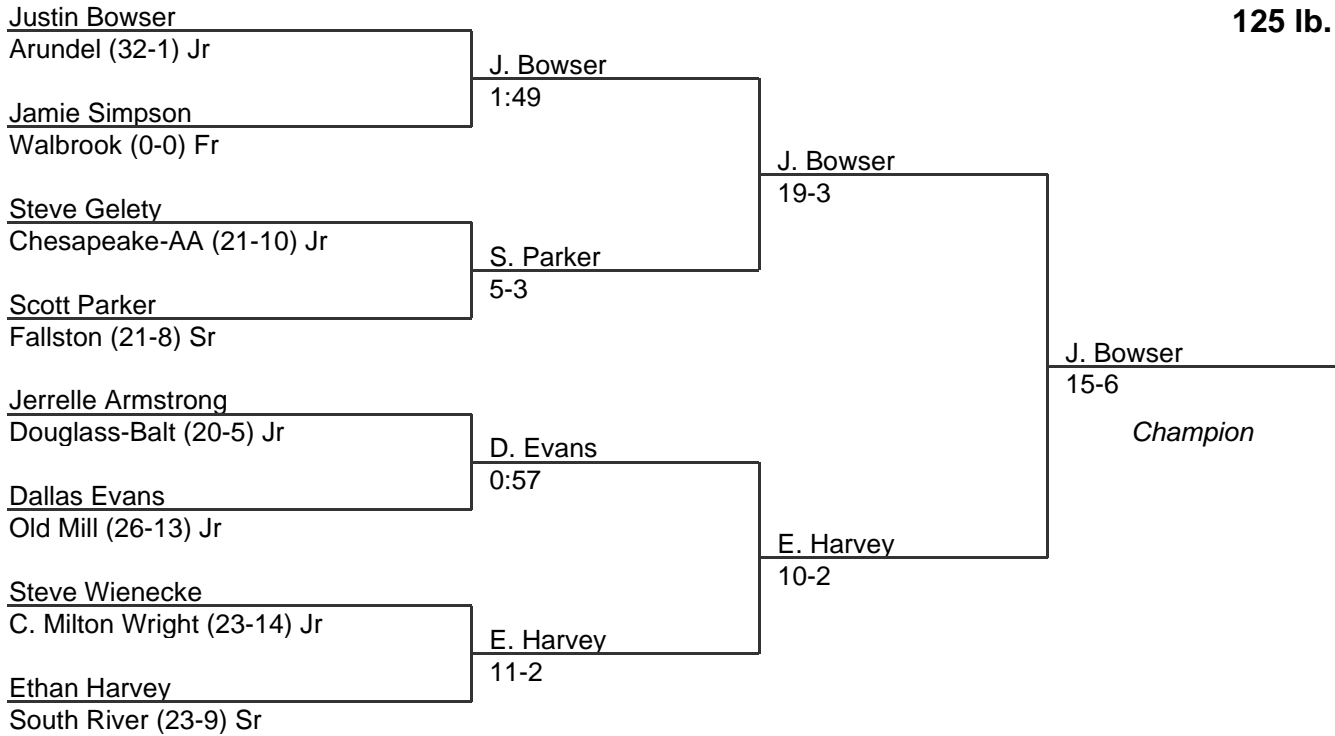 125 lb.
Justin Bowser
Arundel (32-1) Jr
J. Bowser
1:49
Jamie Simpson
Walbrook (0-0) Fr
J. Bowser
19-3
Steve Gelety
Chesapeake-AA (21-10) Jr
S. Parker
5-3
Scott Parker
Fallston (21-8) Sr
J. Bowser
15-6
Champion
Jerrelle Armstrong
Douglass-Balt (20-5) Jr
D. Evans
0:57
Dallas Evans
Old Mill (26-13) Jr
E. Harvey
10-2
Steve Wienecke
C. Milton Wright (23-14) Jr
E. Harvey
11-2
Ethan Harvey
South River (23-9) Sr